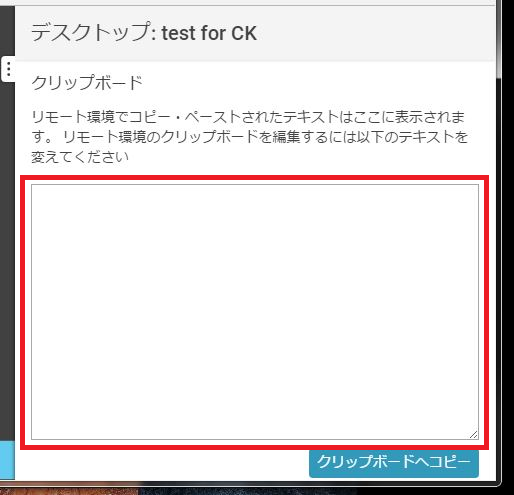 デスクトップ: test for CK
クリップボード
リモート環境でコピー・ペーストされたテキストはここに表示されま
す。 リモート環境のクリップボードを編集するには以下のテキストを
変えてください
クリップボードへコピー